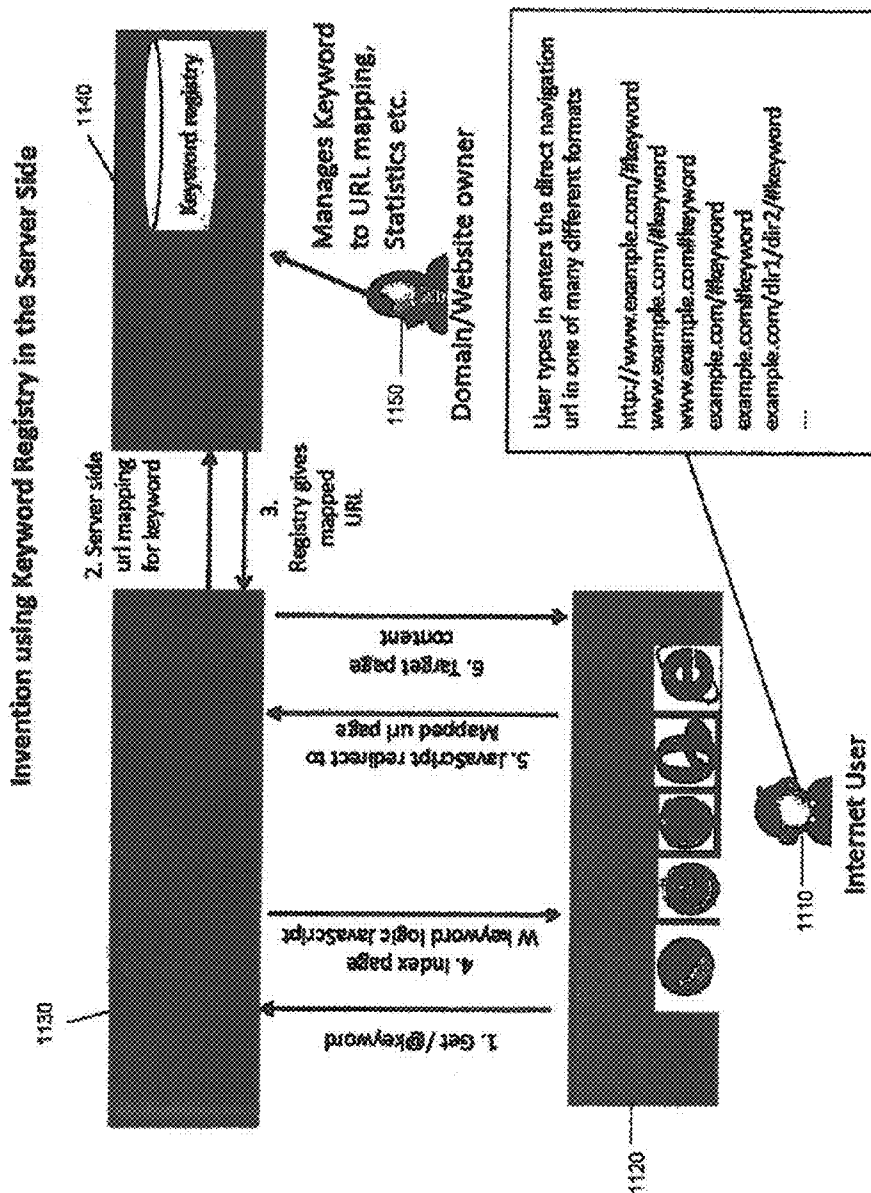 Invention using Keyword Registry in the Server Side
1130
1140
Keyword registry
2. Server side
url mapping
for keyword
3.
Registry gives
mapped
URL
Manages Keyword
to URL mapping,
Statistics etc.
1150
Domain/Website owner
1. Get /@keyword
4. Index page
W keyword logic JavaScript
5. JavaScript redirect to
Mapped url page
6. Target page
content
1120
1110
Internet User
User types in enters the direct navigation
url in one of many different formats
http://www.example.com/#keyword
www.example.com/#keyword
www.example.com#keyword
example.com/#keyword
example.com#keyword
example.com/dir1/dir2/#keyword
....